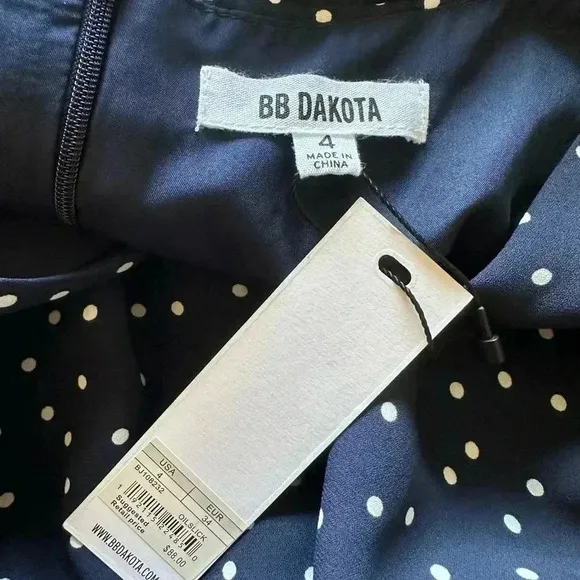 BB DAKOTA
4
MADE IN
CHINA
USA
4
BJ108232
EUR
34
OILSLICK
Suggested
Retail price
$88.00
WWW.BBDAKOTA.COM